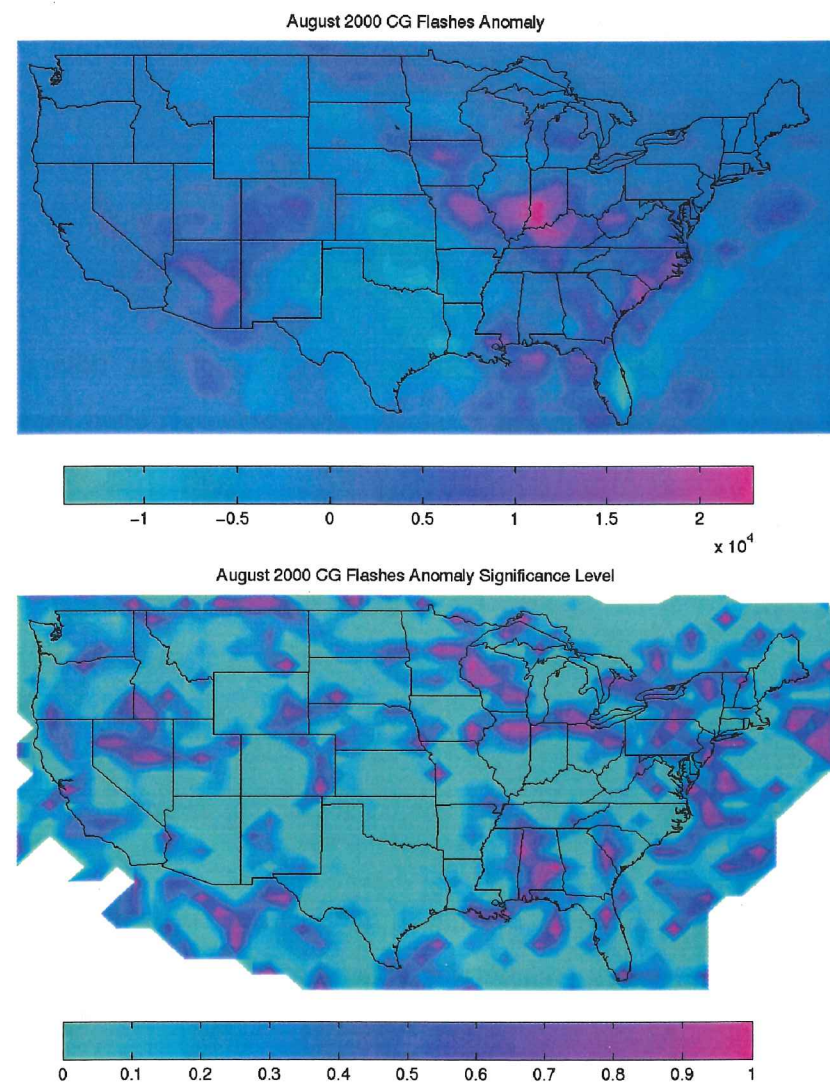 August 2000 CG Flashes Anomaly
−1 −0.5 0 0.5 1 1.5 2
x 10⁴
August 2000 CG Flashes Anomaly Significance Level
0 0.1 0.2 0.3 0.4 0.5 0.6 0.7 0.8 0.9 1